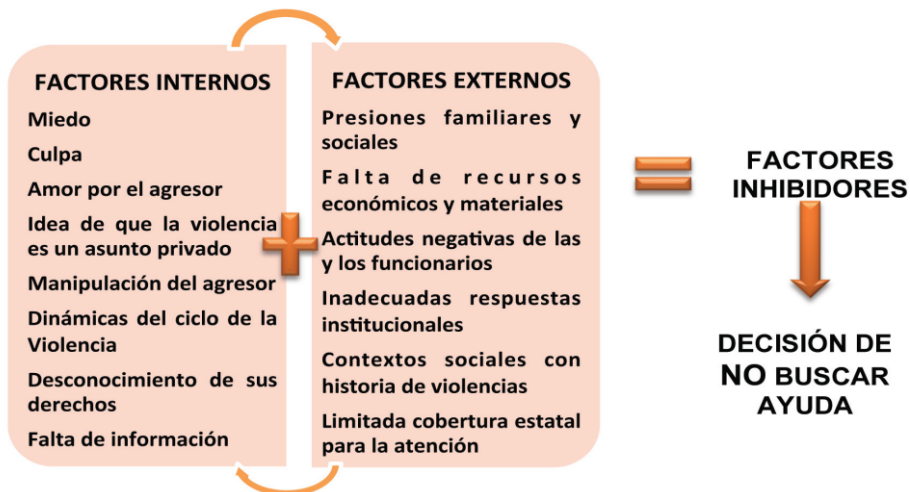 FACTORES INTERNOS
Miedo
Culpa
Amor por el agresor
Idea de que la violencia
es un asunto privado
Manipulación del agresor
Dinámicas del ciclo de la
Violencia
Desconocimiento de sus
derechos
Falta de información
FACTORES EXTERNOS
Presiones familiares y
sociales
Falta de recursos
económicos y materiales
Actitudes negativas de las
y los funcionarios
Inadecuadas respuestas
institucionales
Contextos sociales con
historia de violencias
Limitada cobertura estatal
para la atención
FACTORES
INHIBIDORES
DECISIÓN DE
NO BUSCAR
AYUDA